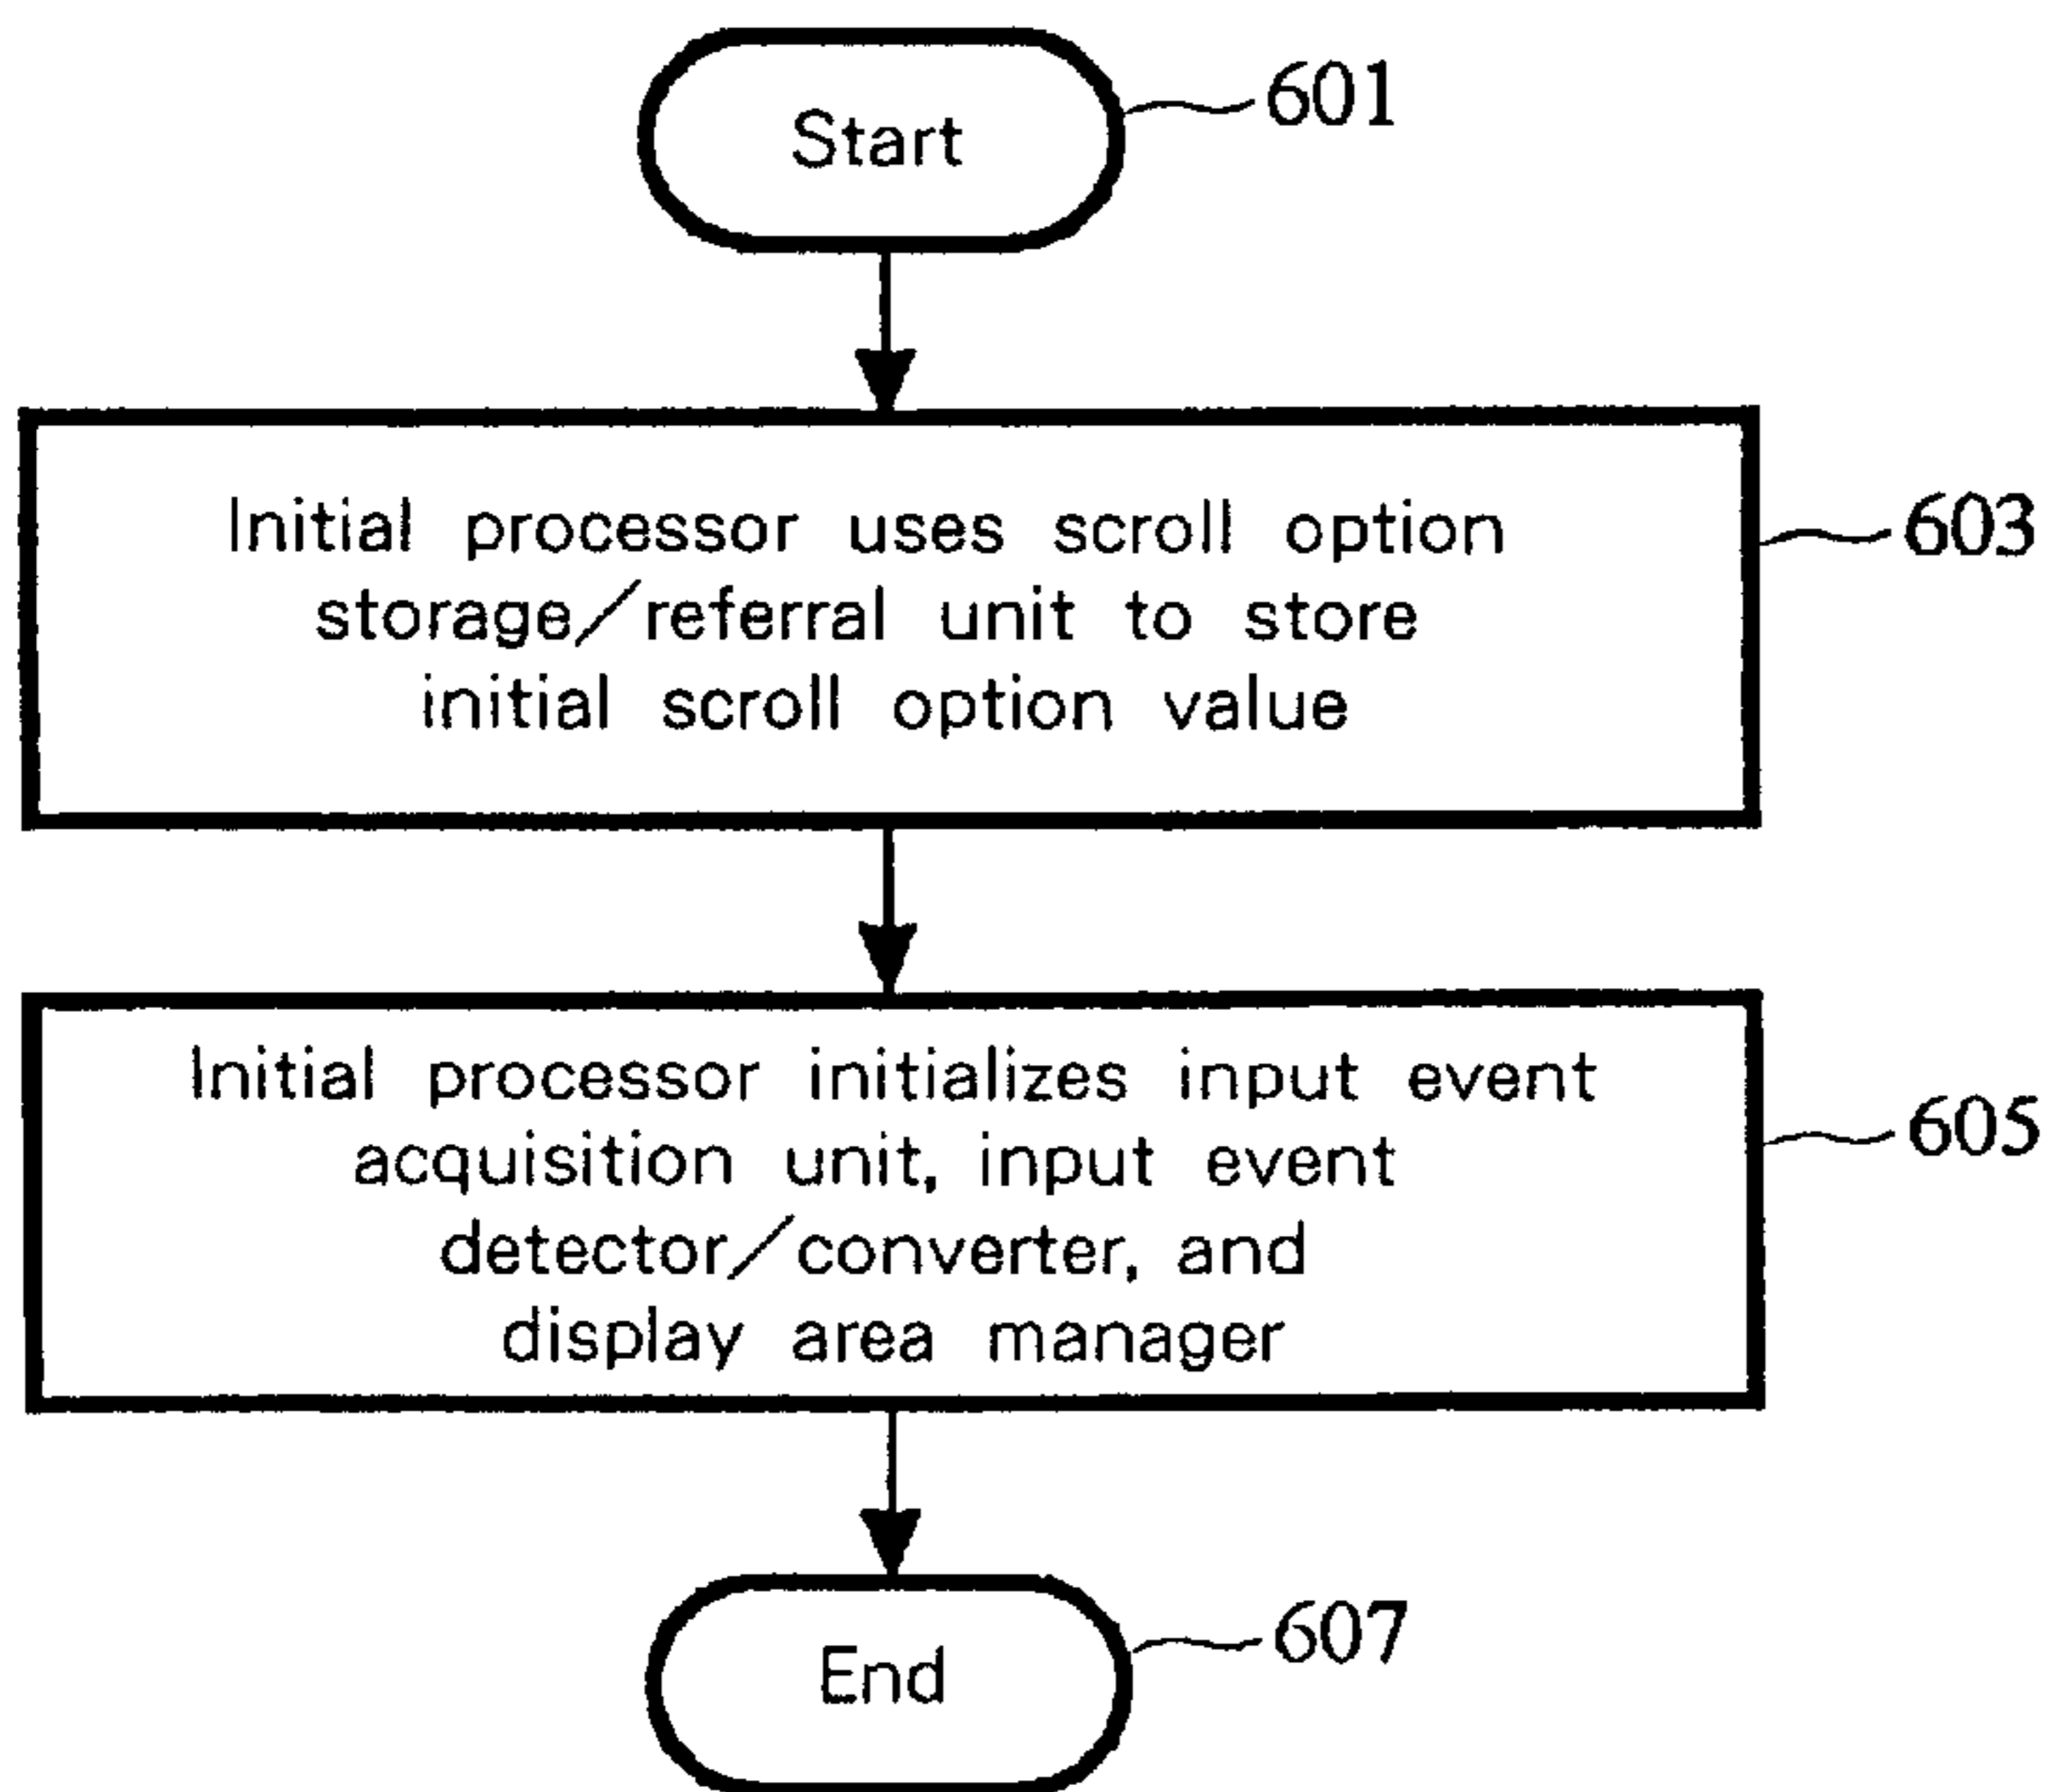 Start
601
Initial processor uses scroll option
storage/referral unit to store
initial scroll option value
603
Initial processor initializes input event
acquisition unit, input event
detector/converter, and
display area manager
605
End
607